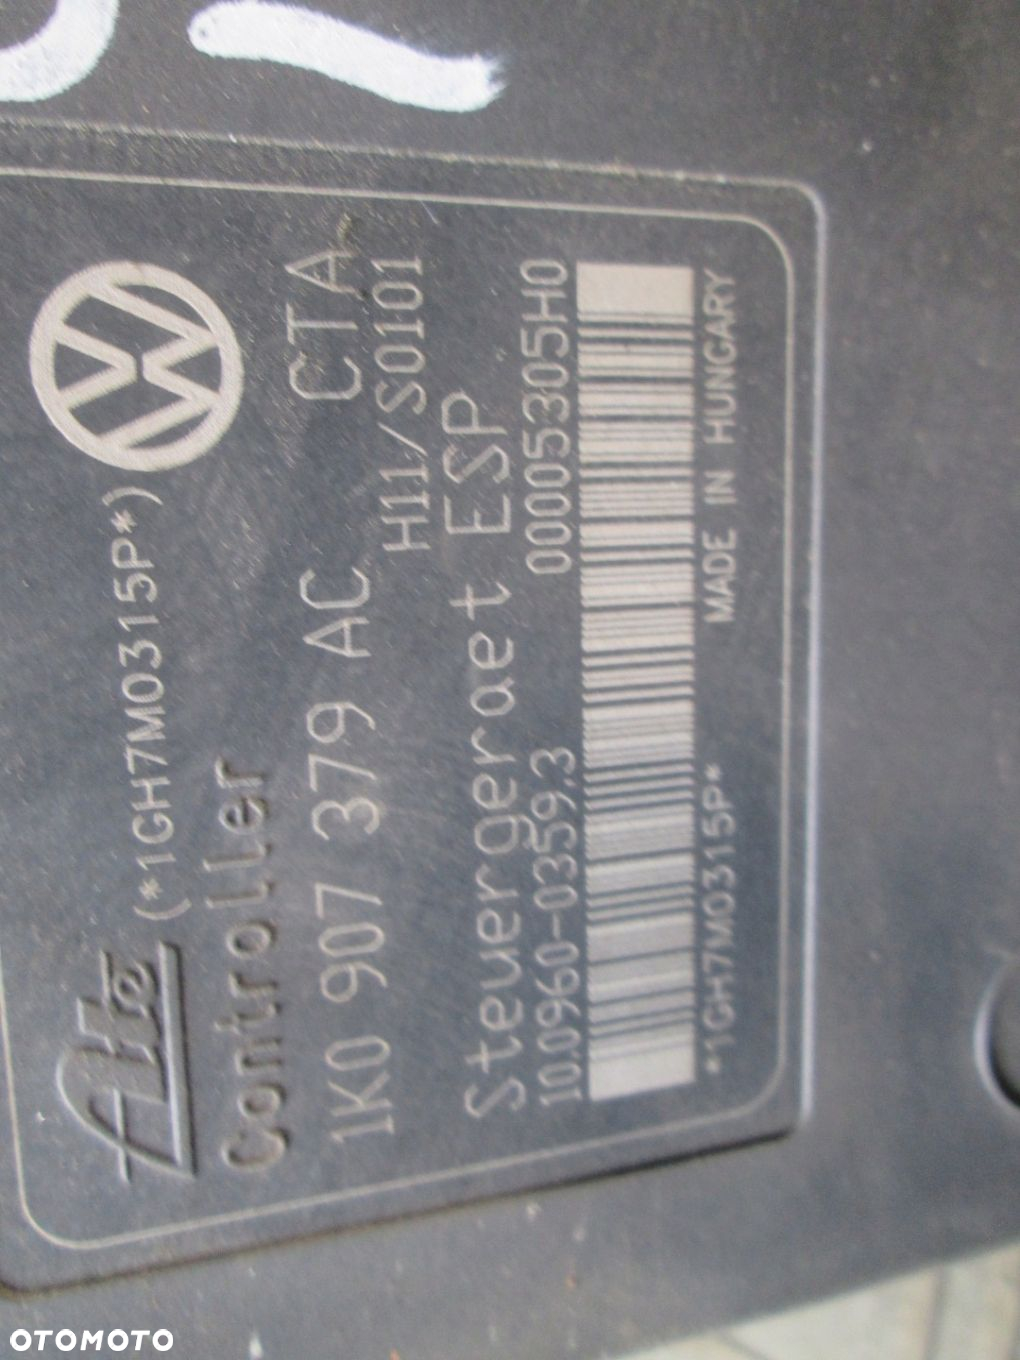 Ate
(*1GH7M0315P*)
Controller
1K0 907 379 AC CTA
H11/S0101
Steuergeraet ESP
10.0960-0359.3 00005305H0
*1GH7M0315P* MADE IN HUNGARY
OTOMOTO